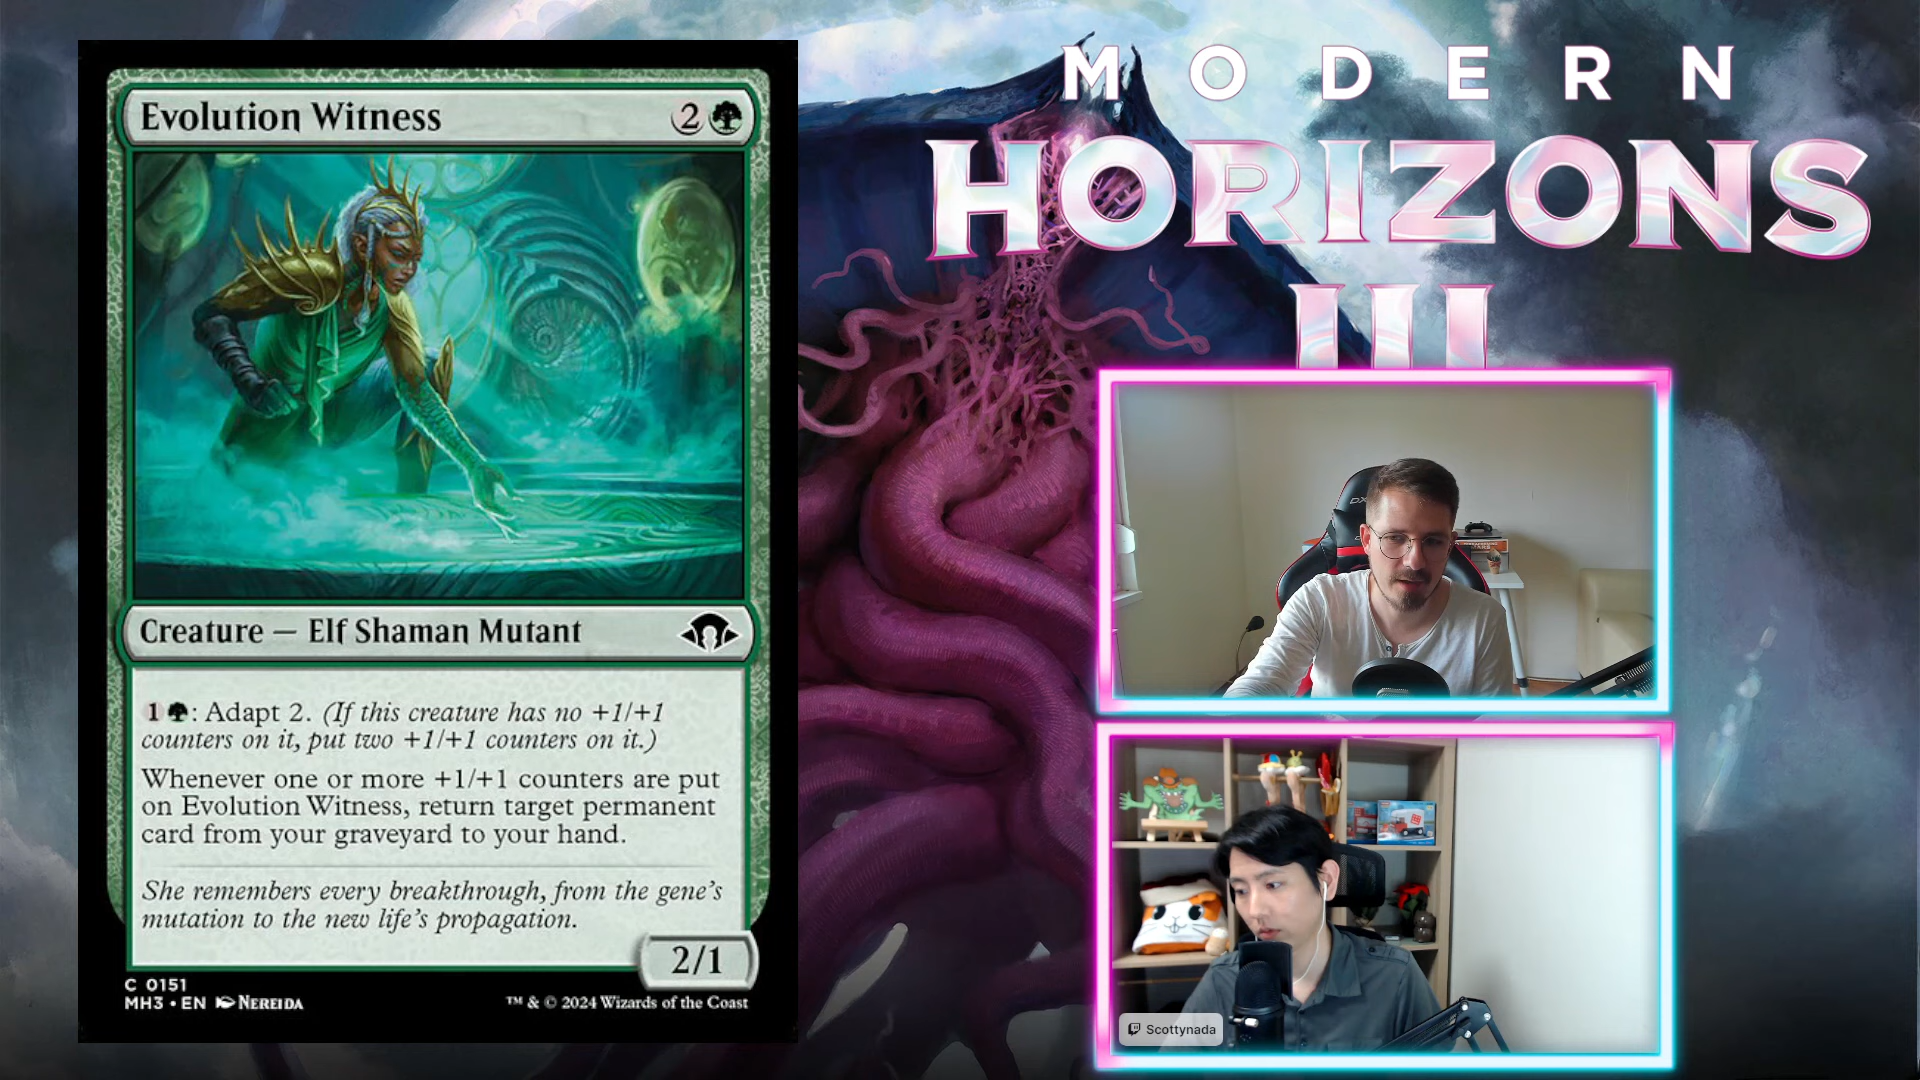 Evolution Witness 2
Creature — Elf Shaman Mutant
1 : Adapt 2. (If this creature has no +1/+1
counters on it, put two +1/+1 counters on it.)
Whenever one or more +1/+1 counters are put
on Evolution Witness, return target permanent
card from your graveyard to your hand.
She remembers every breakthrough, from the gene's
mutation to the new life's propagation.
2/1
C 0151
MH3 • EN NEREIDA
™ & © 2024 Wizards of the Coast
MODERN
HORIZONS
III
DX
Scottynada